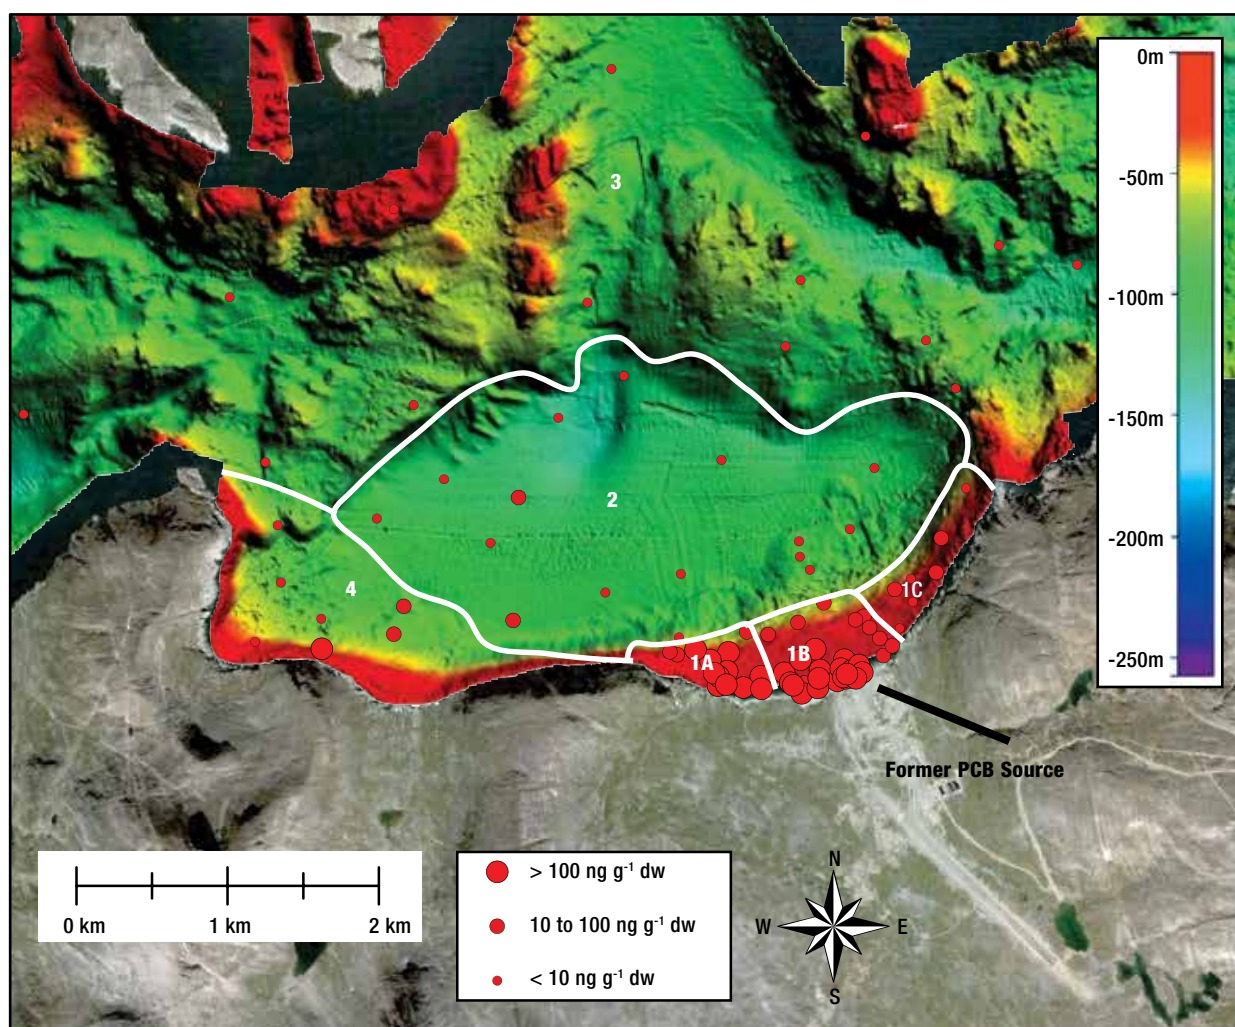 0m
-50m
3
-100m
-150m
2
-200m
4
1C
1A
1B
-250m
Former PCB Source
N
> 100 ng g⁻¹ dw
0 km
1 km
2 km
10 to 100 ng g⁻¹ dw
W
E
< 10 ng g⁻¹ dw
S